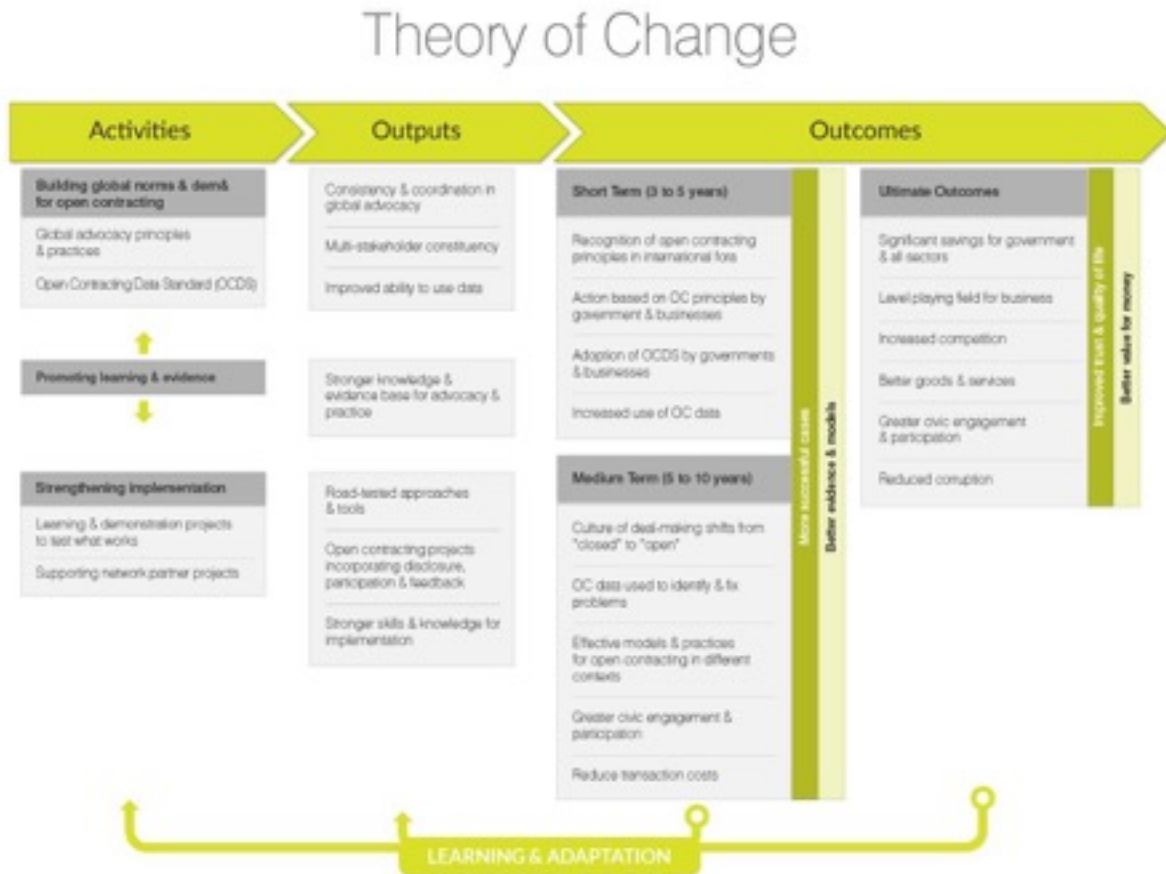 Theory of Change
Activities
Outputs
Outcomes
Building global norms & dem&
for open contracting
Global advocacy principles
& practices
Open Contracting Data Standard (OCDS)
Promoting learning & evidence
Strengthening implementation
Learning & demonstration projects
to test what works
Supporting network partner projects
Consistency & coordination in
global advocacy
Multi-stakeholder constituency
Improved ability to use data
Stronger knowledge &
evidence base for advocacy &
practice
Road-tested approaches
& tools
Open contracting projects
incorporating disclosure,
participation & feedback
Stronger skills & knowledge for
implementation
Short Term (3 to 5 years)
Recognition of open contracting
principles in international fora
Action based on OC principles by
government & businesses
Adoption of OCDS by governments
& businesses
Increased use of OC data
Medium Term (5 to 10 years)
Culture of deal-making shifts from
"closed" to "open"
OC data used to identify & fix
problems
Effective models & practices
for open contracting in different
contexts
Greater civic engagement &
participation
Reduce transaction costs
More successful cases
Better evidence & models
Ultimate Outcomes
Significant savings for government
& all sectors
Level playing field for business
Increased competition
Better goods & services
Greater civic engagement
& participation
Reduced corruption
Improved trust & quality of life
Better value for money
LEARNING & ADAPTATION